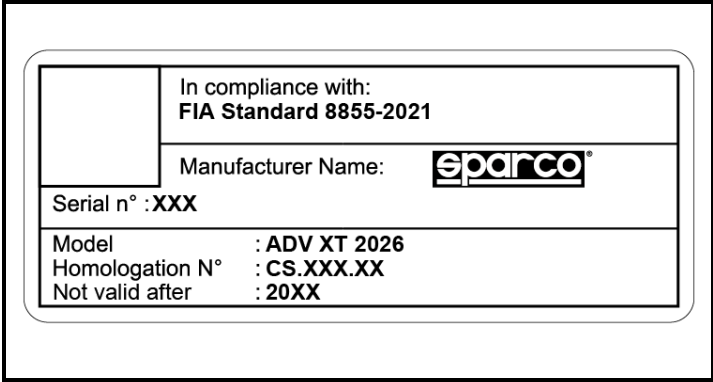 In compliance with:
FIA Standard 8855-2021
Manufacturer Name: sparco®
Serial n° :XXX
Model : ADV XT 2026
Homologation N° : CS.XXX.XX
Not valid after : 20XX